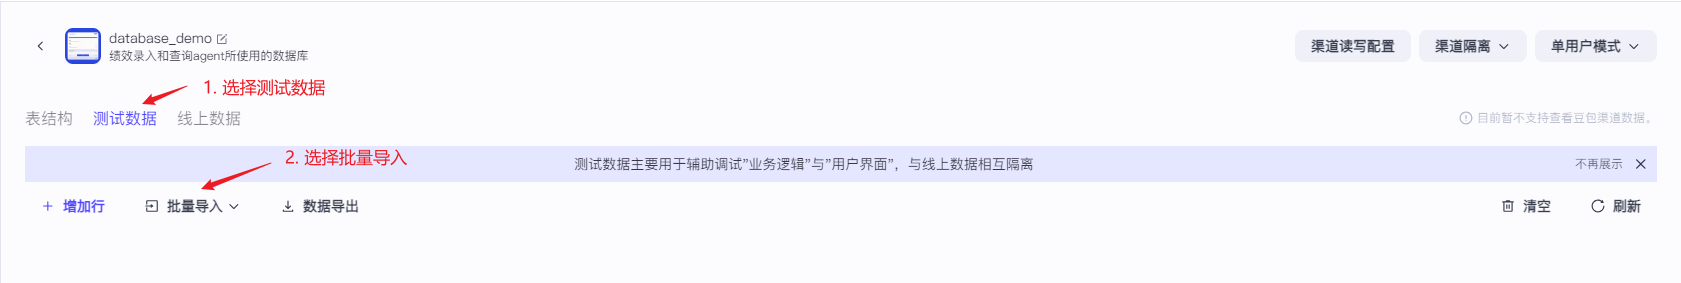 database_demo
绩效录入和查询agent所使用的数据库
渠道读写配置
渠道隔离
单用户模式
1. 选择测试数据
表结构
测试数据
线上数据
目前暂不支持查看豆包渠道数据。
2. 选择批量导入
测试数据主要用于辅助调试”业务逻辑”与”用户界面”，与线上数据相互隔离
不再展示
增加行
批量导入
数据导出
清空
刷新